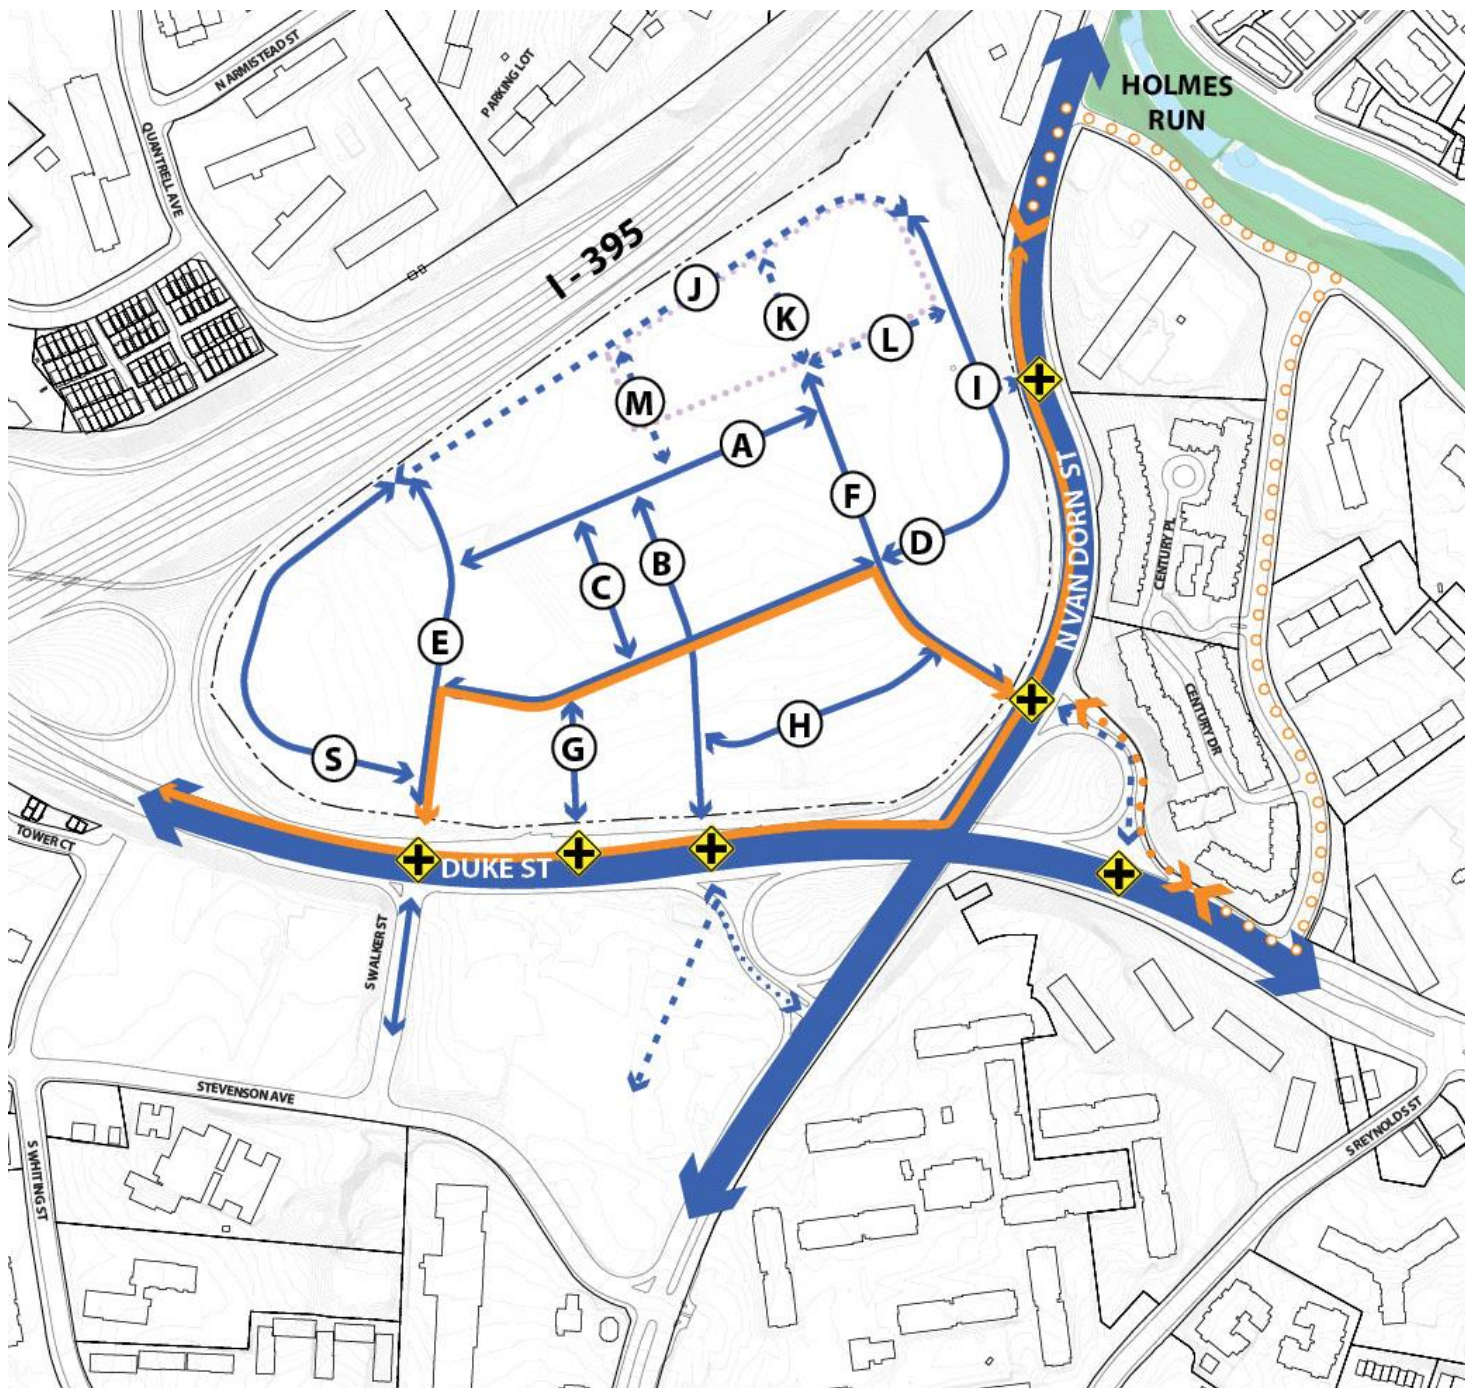 N ARMISTEAD ST
PARKING LOT
HOLMES
RUN
QUANTRELL AVE
I - 395
J
K
L
M
I
A
F
D
B
C
E
N VAN DORN ST
CENTURY PL
CENTURY DR
H
G
S
TOWER CT
DUKE ST
S WALKER ST
STEVENSON AVE
S WHITING ST
S REYNOLDS ST